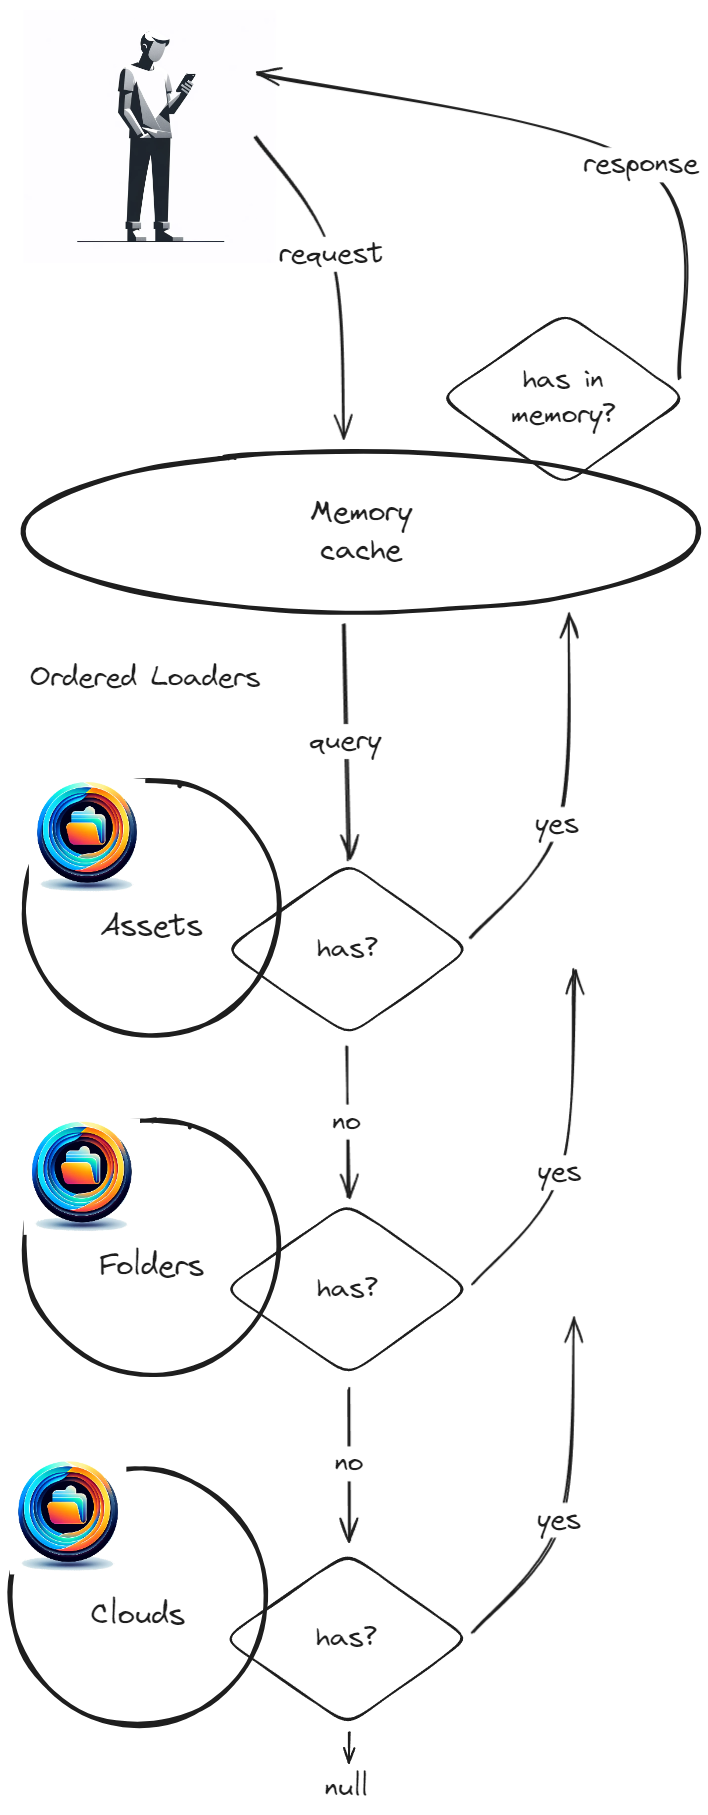 response
request
has in
memory?
Memory
cache
Ordered Loaders
query
yes
Assets
has?
no
yes
Folders
has?
no
yes
Clouds
has?
null